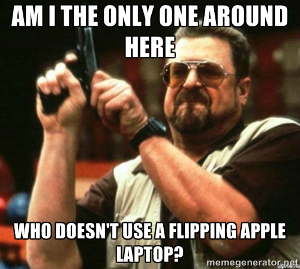 AM I THE ONLY ONE AROUND
HERE
WHO DOESN'T USE A FLIPPING APPLE
LAPTOP?
memegenerator.net